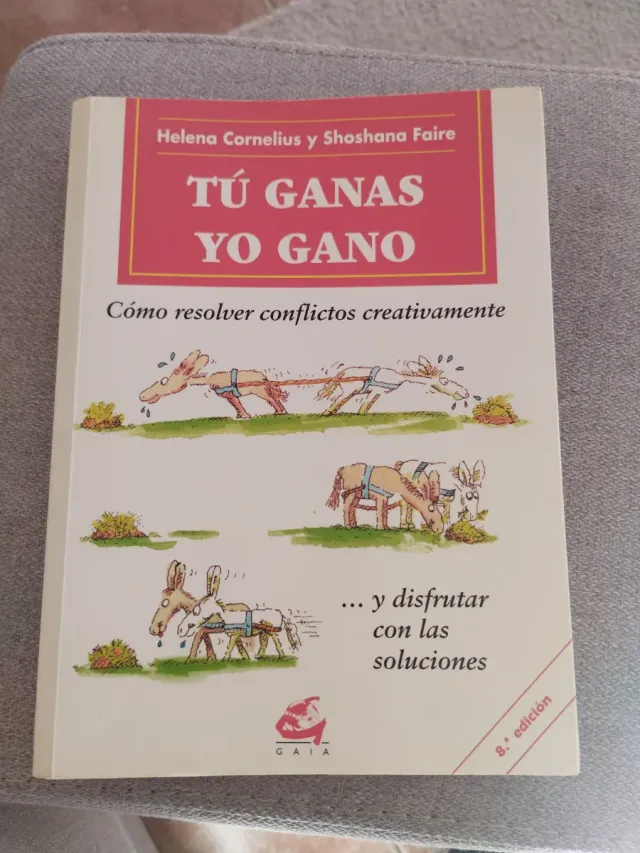 Helena Cornelius y Shoshana Faire
TÚ GANAS
YO GANO
Cómo resolver conflictos creativamente
... y disfrutar
con las
soluciones
8.ª edición
GAIA